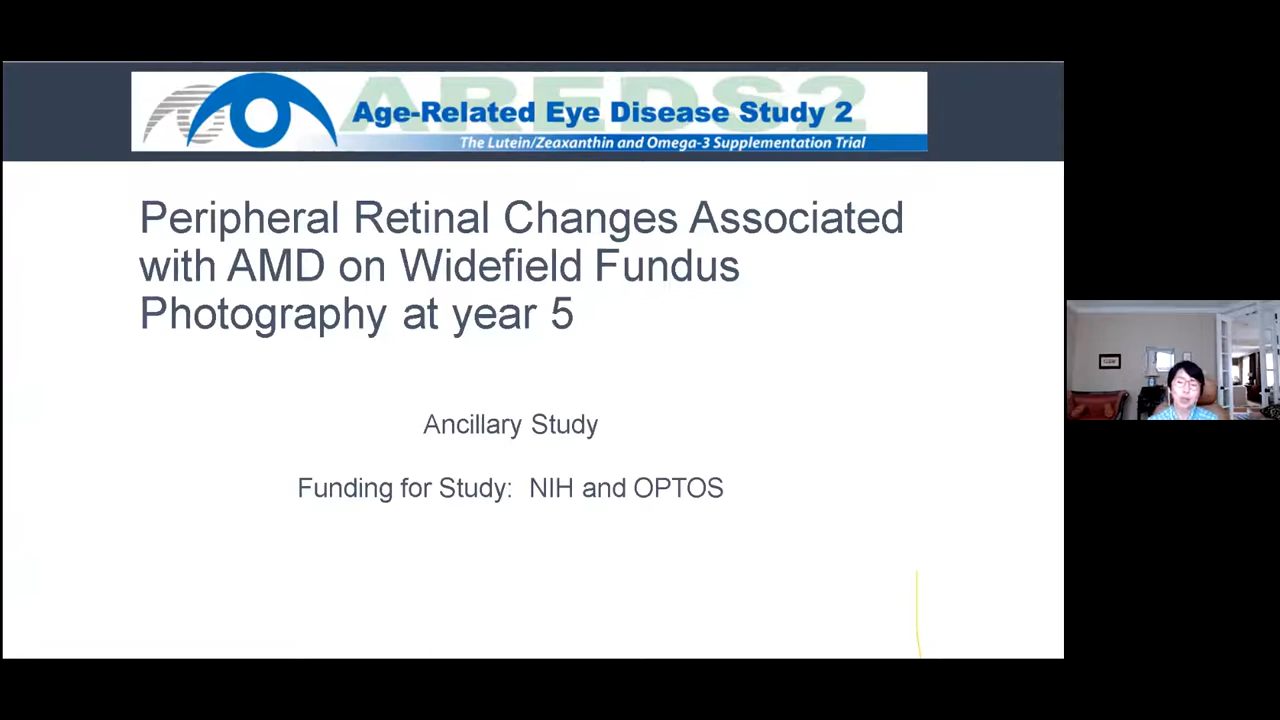 AREDS2
Age-Related Eye Disease Study 2
The Lutein/Zeaxanthin and Omega-3 Supplementation Trial
Peripheral Retinal Changes Associated
with AMD on Widefield Fundus
Photography at year 5
Ancillary Study
Funding for Study: NIH and OPTOS